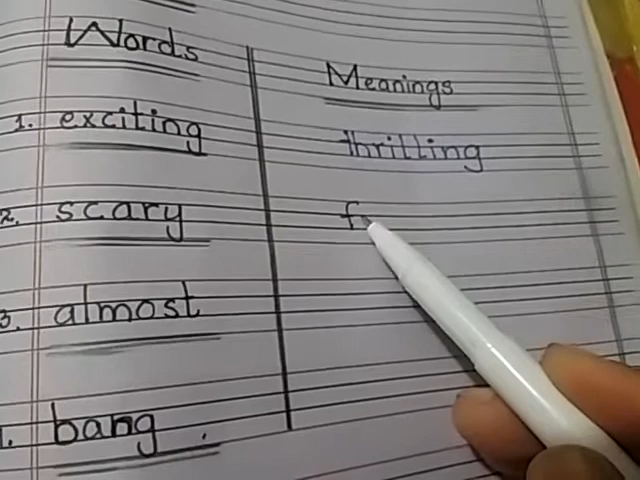 Words Meanings
1. exciting thrilling
2. scary f
3. almost
bang.